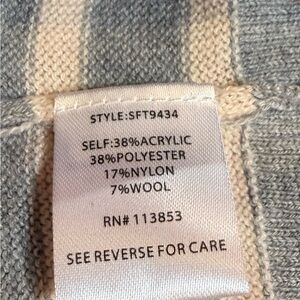 STYLE:SFT9434
SELF:38%ACRYLIC
38%POLYESTER
17%NYLON
7%WOOL
RN# 113853
SEE REVERSE FOR CARE